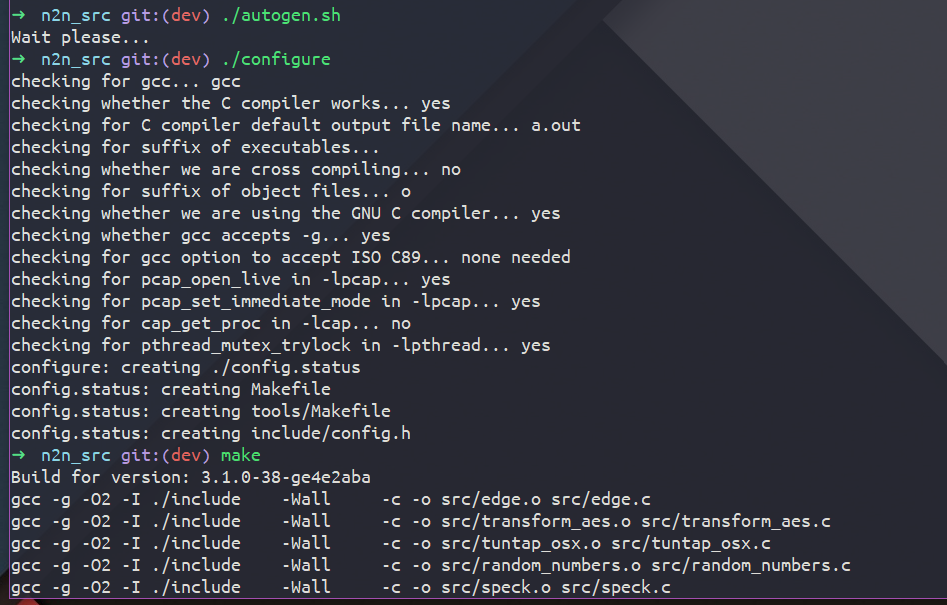 → n2n_src git:(dev) ./autogen.sh
Wait please...
→ n2n_src git:(dev) ./configure
checking for gcc... gcc
checking whether the C compiler works... yes
checking for C compiler default output file name... a.out
checking for suffix of executables...
checking whether we are cross compiling... no
checking for suffix of object files... o
checking whether we are using the GNU C compiler... yes
checking whether gcc accepts -g... yes
checking for gcc option to accept ISO C89... none needed
checking for pcap_open_live in -lpcap... yes
checking for pcap_set_immediate_mode in -lpcap... yes
checking for cap_get_proc in -lcap... no
checking for pthread_mutex_trylock in -lpthread... yes
configure: creating ./config.status
config.status: creating Makefile
config.status: creating tools/Makefile
config.status: creating include/config.h
→ n2n_src git:(dev) make
Build for version: 3.1.0-38-ge4e2aba
gcc -g -O2 -I ./include    -Wall     -c -o src/edge.o src/edge.c
gcc -g -O2 -I ./include    -Wall     -c -o src/transform_aes.o src/transform_aes.c
gcc -g -O2 -I ./include    -Wall     -c -o src/tuntap_osx.o src/tuntap_osx.c
gcc -g -O2 -I ./include    -Wall     -c -o src/random_numbers.o src/random_numbers.c
gcc -g -O2 -I ./include    -Wall     -c -o src/speck.o src/speck.c